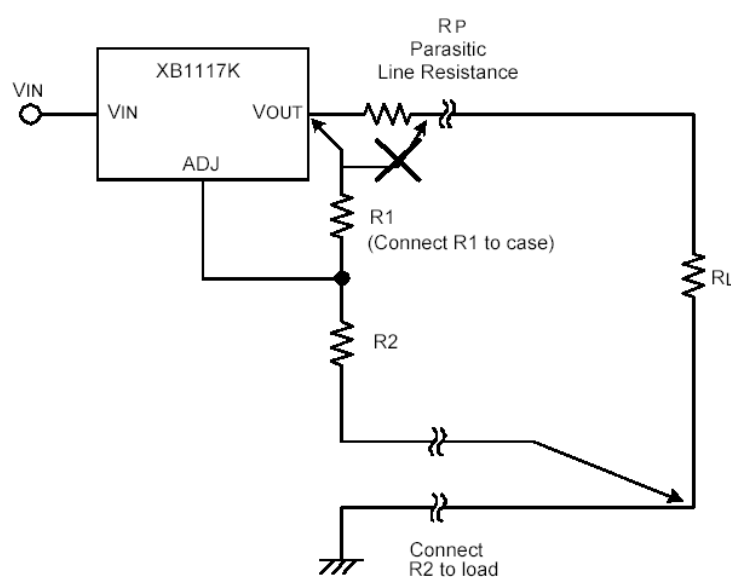 RP
Parasitic
Line Resistance
XB1117K
VIN
VIN
VOUT
ADJ
R1
(Connect R1 to case)
RL
R2
Connect
R2 to load